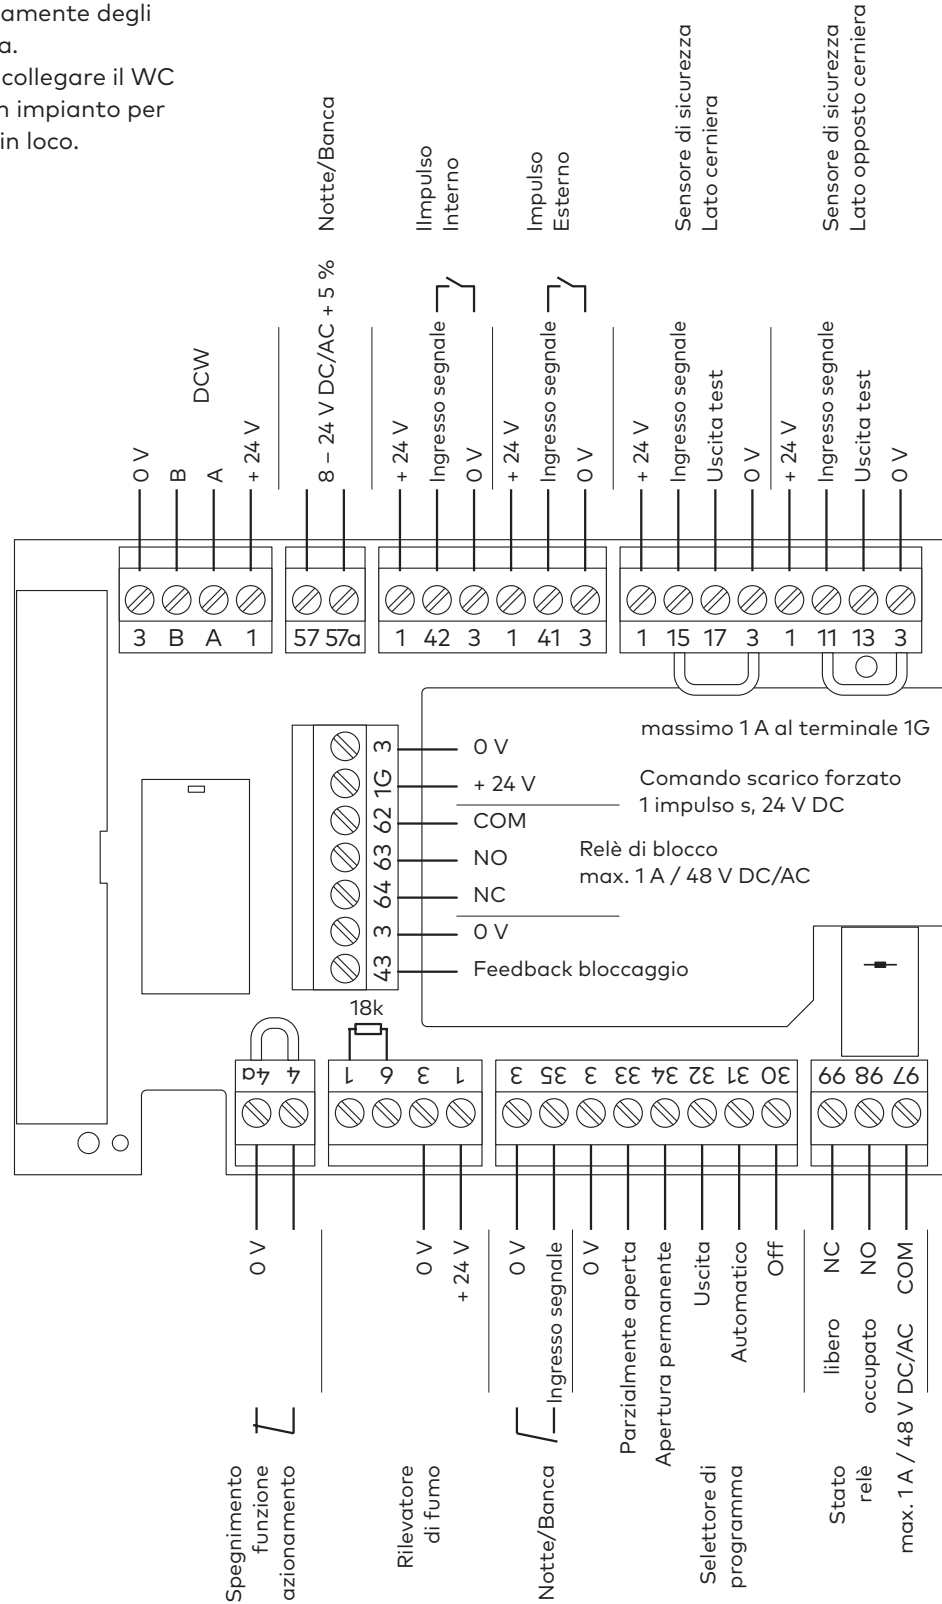 amente degli
a.
collegare il WC
n impianto per
in loco.
DCW
Notte/Banca
IImpulso
Interno
Impulso
Esterno
Sensore di sicurezza
Lato cerniera
Sensore di sicurezza
Lato opposto cerniera
0 V
B
A
+ 24 V
8 – 24 V DC/AC + 5 %
+ 24 V
Ingresso segnale
0 V
+ 24 V
Ingresso segnale
0 V
+ 24 V
Ingresso segnale
Uscita test
0 V
+ 24 V
Ingresso segnale
Uscita test
0 V
3 B A 1
57 57a
1 42 3 1 41 3
1 15 17 3 1 11 13 3
massimo 1 A al terminale 1G
3 0 V
1G + 24 V
Comando scarico forzato
1 impulso s, 24 V DC
62 COM
63 NO
64 NC
Relè di blocco
max. 1 A / 48 V DC/AC
3 0 V
43 Feedback bloccaggio
18k
4a 4
1 6 3 1
3 35 3 33 34 32 31 30
99 98 97
0 V
0 V
+ 24 V
0 V
Ingresso segnale
0 V
Parzialmente aperta
Apertura permanente
Uscita
Automatico
Off
libero NC
occupato NO
max. 1 A / 48 V DC/AC COM
Spegnimento
funzione
azionamento
Rilevatore
di fumo
Notte/Banca
Selettore di
programma
Stato
relè